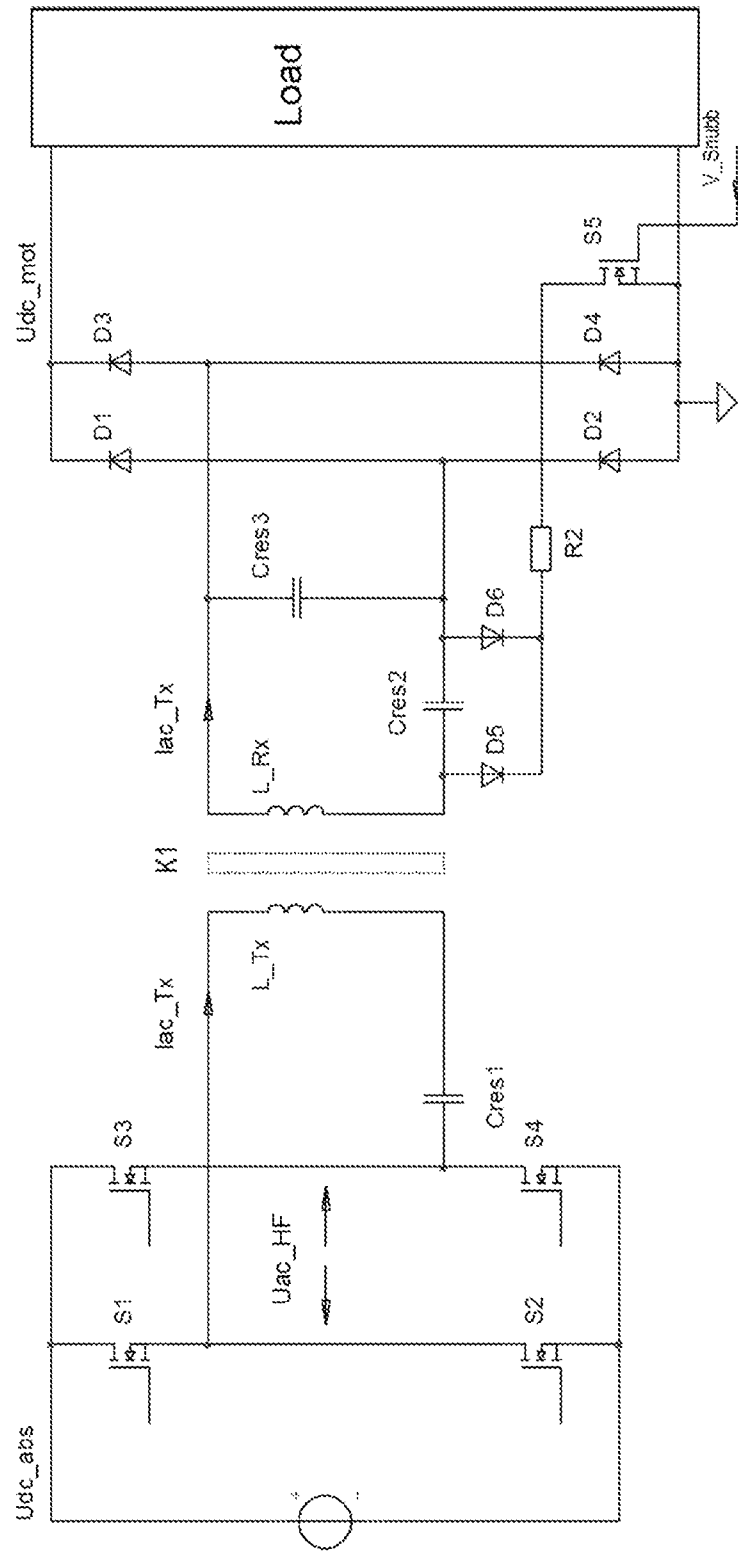 Udc_abs
S1
S3
Uac_HF
S2
S4
Iac_Tx
L_Tx
Cres1
K1
Iac_Tx
L_Rx
Cres2
Cres3
D5
D6
R2
Udc_mot
D1
D3
D2
D4
S5
V_Snubb
Load
+
-